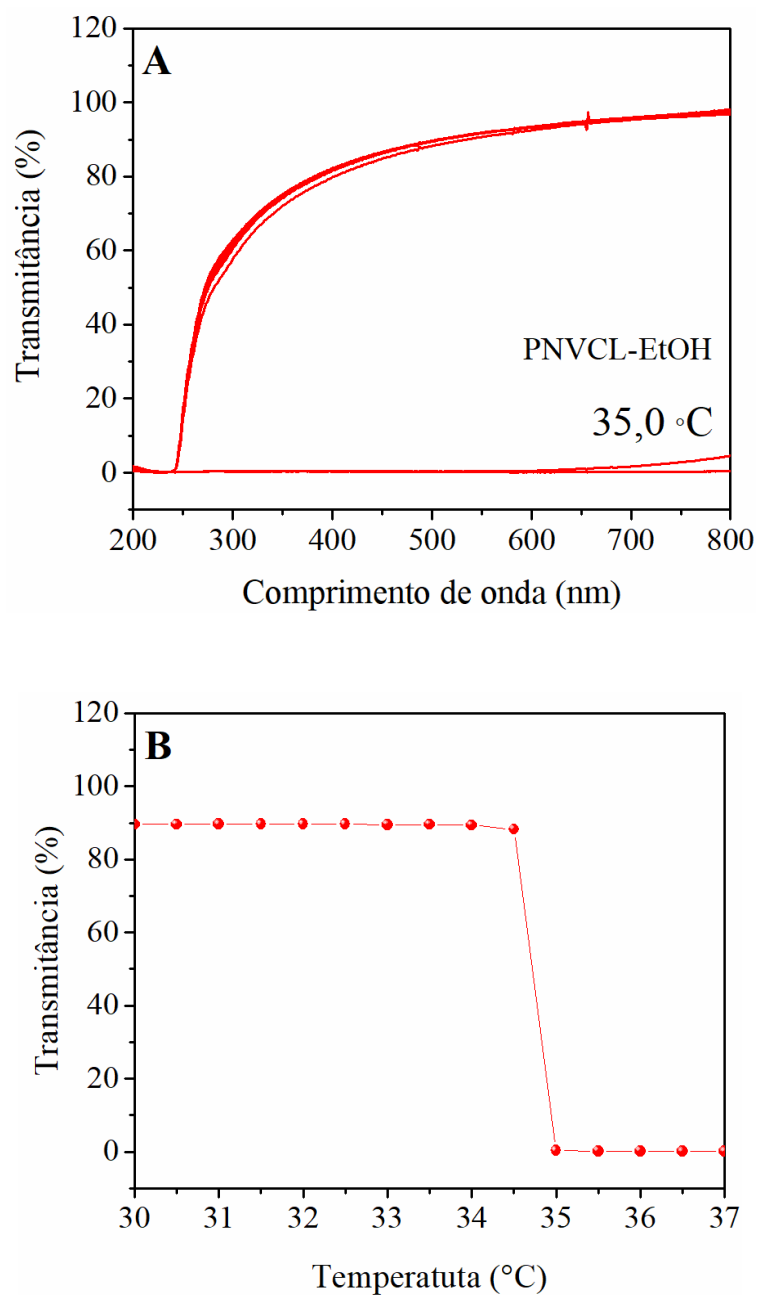 A
120
100
80
60
40
20
0
Transmitância (%)
PNVCL-EtOH
35,0 °C
200 300 400 500 600 700 800
Comprimento de onda (nm)
B
120
100
80
60
40
20
0
Transmitância (%)
30 31 32 33 34 35 36 37
Temperatuta (°C)